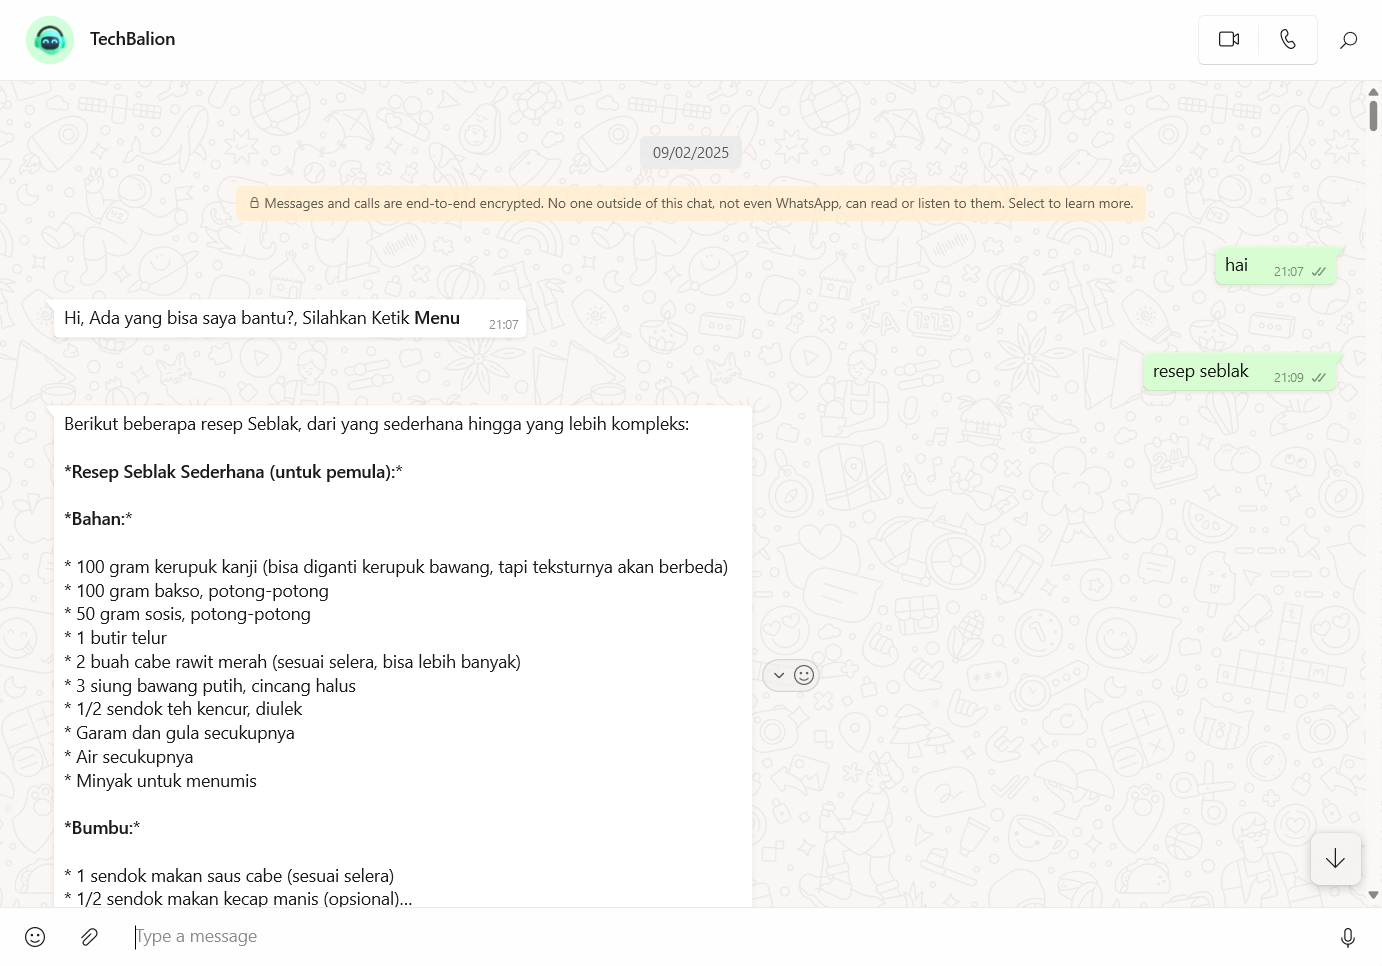 TechBalion
09/02/2025
Messages and calls are end-to-end encrypted. No one outside of this chat, not even WhatsApp, can read or listen to them. Select to learn more.
hai 21:07
Hi, Ada yang bisa saya bantu?, Silahkan Ketik Menu 21:07
resep seblak 21:09
Berikut beberapa resep Seblak, dari yang sederhana hingga yang lebih kompleks:
*Resep Seblak Sederhana (untuk pemula):*
*Bahan:*
* 100 gram kerupuk kanji (bisa diganti kerupuk bawang, tapi teksturnya akan berbeda)
* 100 gram bakso, potong-potong
* 50 gram sosis, potong-potong
* 1 butir telur
* 2 buah cabe rawit merah (sesuai selera, bisa lebih banyak)
* 3 siung bawang putih, cincang halus
* 1/2 sendok teh kencur, diulek
* Garam dan gula secukupnya
* Air secukupnya
* Minyak untuk menumis
*Bumbu:*
* 1 sendok makan saus cabe (sesuai selera)
* 1/2 sendok makan kecap manis (opsional)...
Type a message